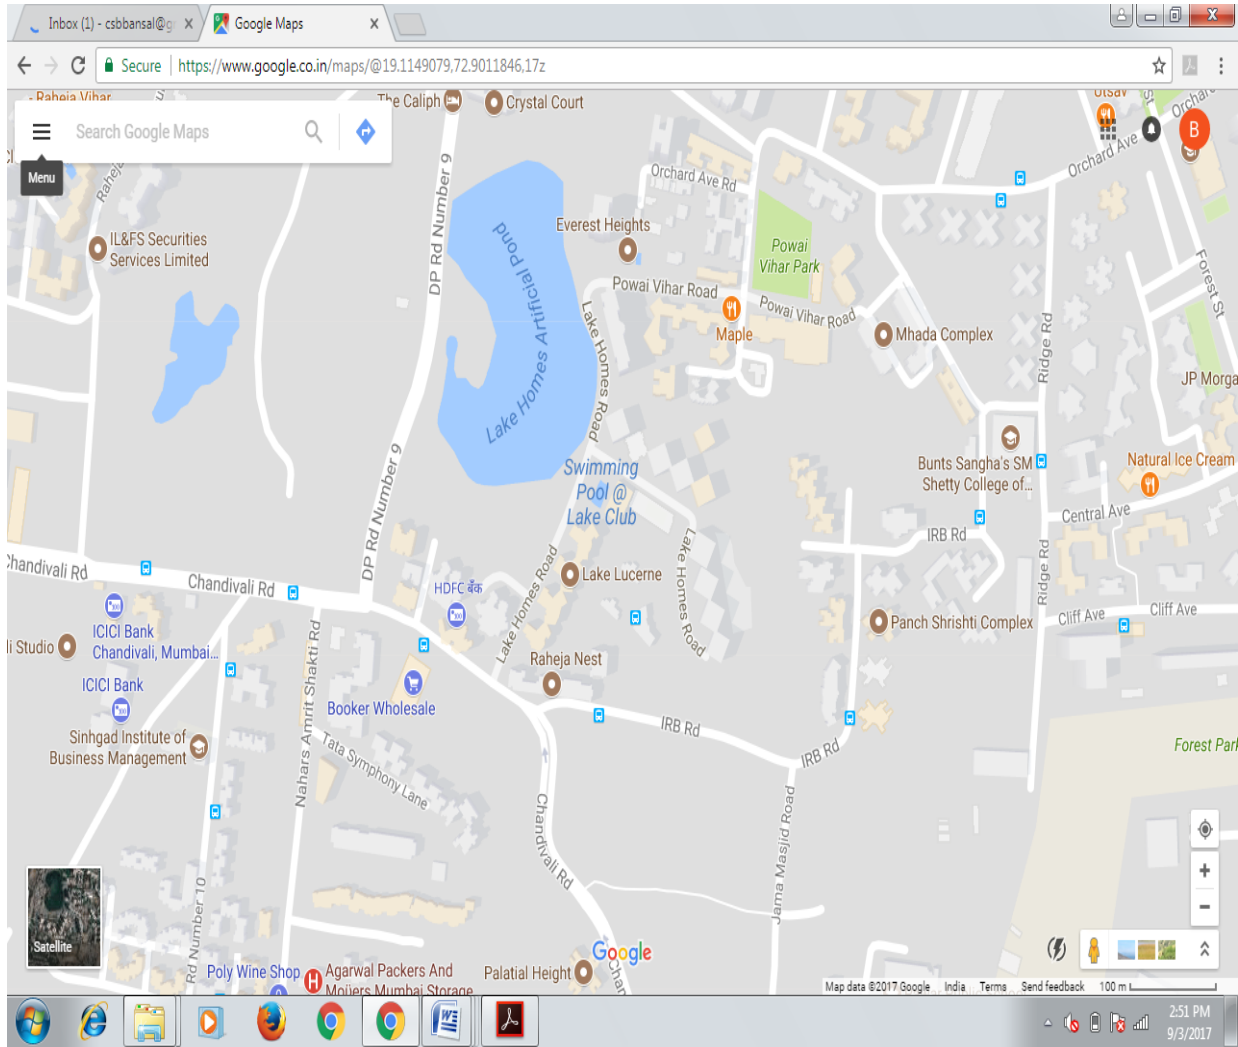 Inbox (1) - csbbansal@g
Google Maps
Secure
https://www.google.co.in/maps/@19.1149079,72.9011846,17z
- Raheja Vihar
The Caliph
Crystal Court
Utsav
Orchard Ave
Search Google Maps
B
Menu
DP Rd Number 9
Orchard Ave Rd
IL&FS Securities
Services Limited
Everest Heights
Powai
Vihar Park
Forest St
Lake Homes Artificial Pond
Powai Vihar Road
Powai Vihar Road
Maple
Mhada Complex
Ridge Rd
Lake Homes Road
JP Morga
Swimming
Pool @
Lake Club
Bunts Sangha's SM
Shetty College of...
Natural Ice Cream
Central Ave
DP Rd Number 9
IRB Rd
Ridge Rd
Chandivali Rd
Chandivali Rd
Lake Homes Road
Lake Lucerne
Lake Homes Road
HDFC बँक
Cliff Ave
Cliff Ave
Panch Shrishti Complex
ICICI Bank
Chandivali, Mumbai...
li Studio
Nahars Amrit Shakti Rd
Raheja Nest
ICICI Bank
Booker Wholesale
IRB Rd
IRB Rd
Sinhgad Institute of
Business Management
Tata Symphony Lane
Forest Park
Chandivali Rd
Jama Masjid Road
Rd Number 10
Satellite
Google
Poly Wine Shop
Agarwal Packers And
Movers Mumbai Storage
Palatial Height
Chan
Map data ©2017 Google
India
Terms
Send feedback
100 m
2:51 PM
9/3/2017